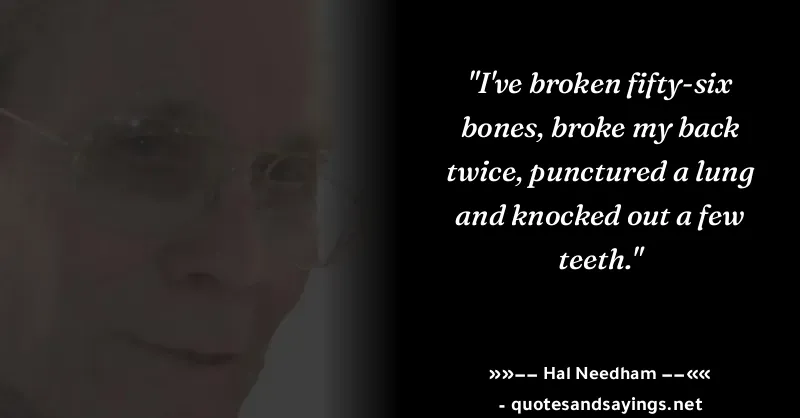 "I've broken fifty-six
bones, broke my back
twice, punctured a lung
and knocked out a few
teeth."
»»–– Hal Needham ––««
- quotesandsayings.net